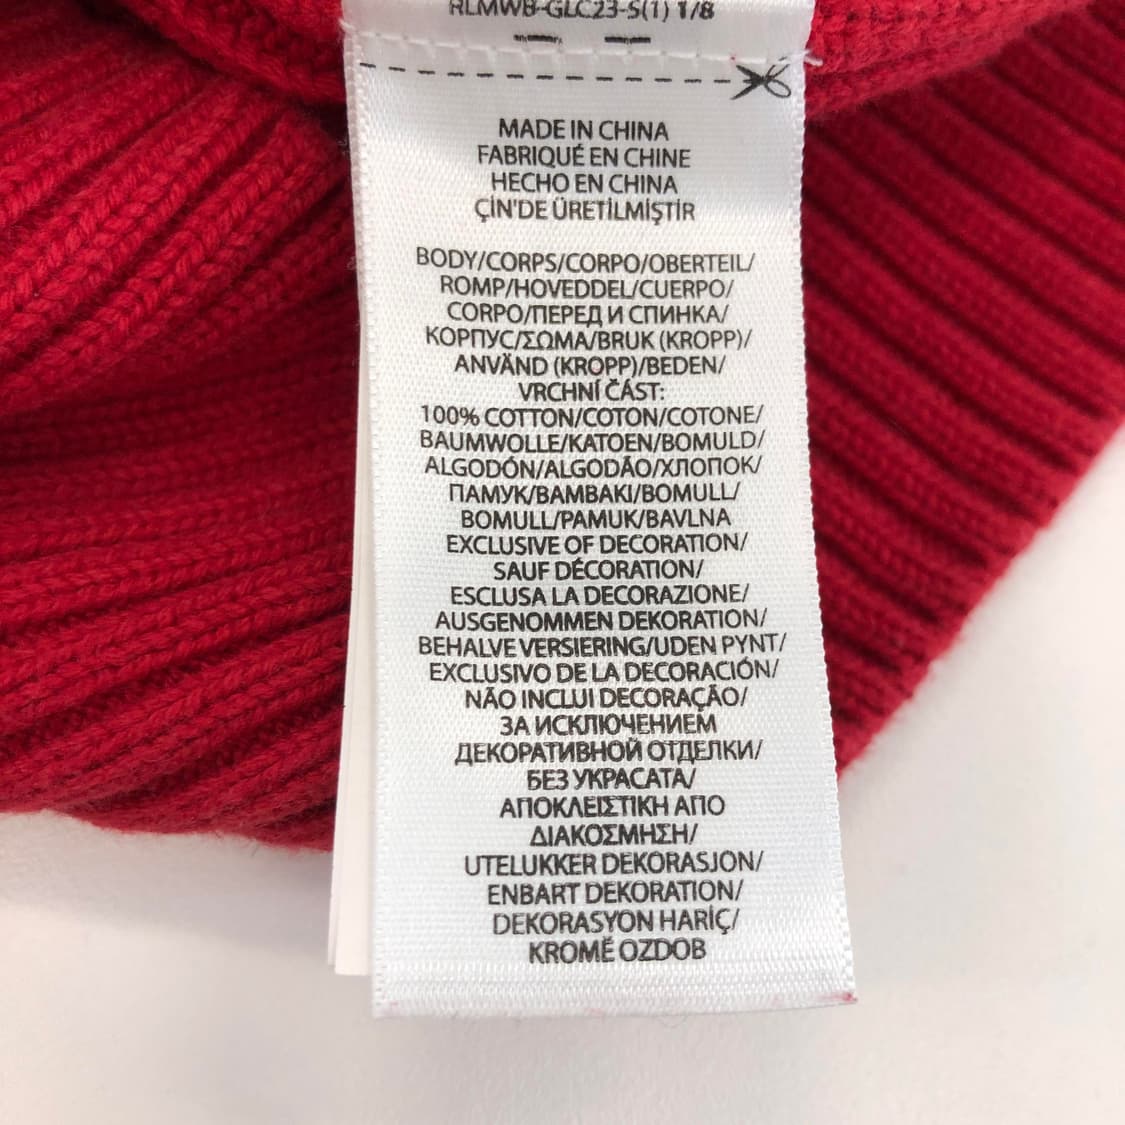 RLMWB-GLC23-S(1) 1/8
MADE IN CHINA
FABRIQUÉ EN CHINE
HECHO EN CHINA
ÇİN'DE ÜRETİLMİŞTİR
BODY/CORPS/CORPO/OBERTEIL/
ROMP/HOVEDDEL/CUERPO/
CORPO/ПЕРЕД И СПИНКА/
КОРПУС/ΣΩΜΑ/BRUK (KROPP)/
ANVÄND (KROPP)/BEDEN/
VRCHNÍ ČÁST:
100% COTTON/COTON/COTONE/
BAUMWOLLE/KATOEN/BOMULD/
ALGODÓN/ALGODÃO/ХЛОПОК/
ПАМУК/ΒΑΜΒΑΚΙ/BOMULL/
BOMULL/PAMUK/BAVLNA
EXCLUSIVE OF DECORATION/
SAUF DÉCORATION/
ESCLUSA LA DECORAZIONE/
AUSGENOMMEN DEKORATION/
BEHALVE VERSIERING/UDEN PYNT/
EXCLUSIVO DE LA DECORACIÓN/
NÃO INCLUI DECORAÇÃO/
ЗА ИСКЛЮЧЕНИЕМ
ДЕКОРАТИВНОЙ ОТДЕЛКИ/
БЕЗ УКРАСАТА/
ΑΠΟΚΛΕΙΣΤΙΚΗ ΑΠΟ
ΔΙΑΚΟΣΜΗΣΗ/
UTELUKKER DEKORASJON/
ENBART DEKORATION/
DEKORASYON HARİÇ/
KROMĚ OZDOB